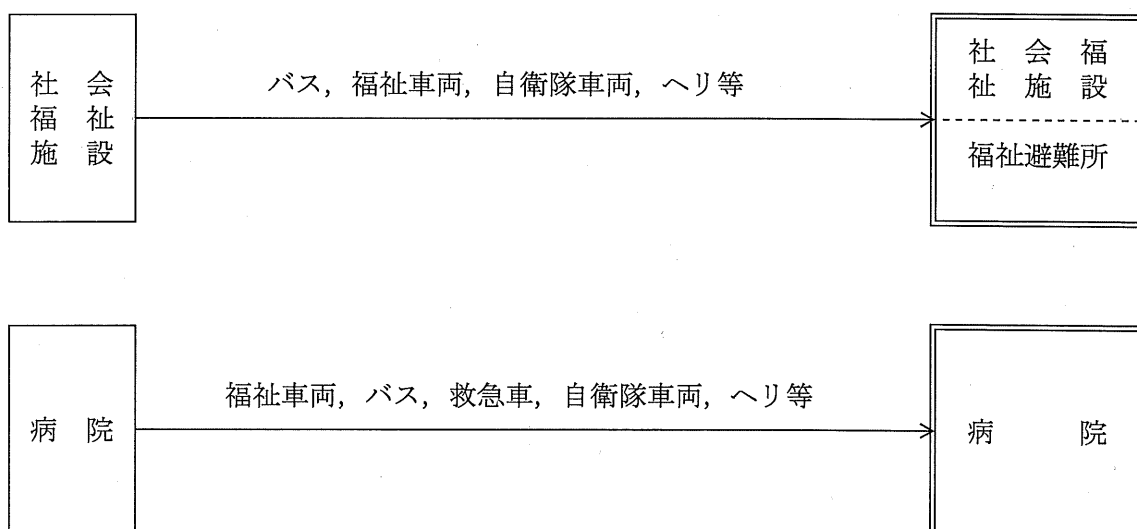 社会
福祉
施設
バス，福祉車両，自衛隊車両，ヘリ等
社会福
祉施設
福祉避難所
病院
福祉車両，バス，救急車，自衛隊車両，ヘリ等
病院